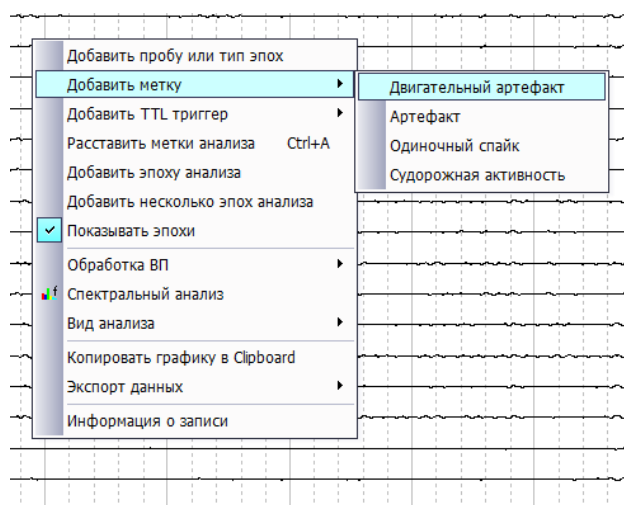 Добавить пробу или тип эпох
Добавить метку
Добавить TTL триггер
Расставить метки анализа Ctrl+A
Добавить эпоху анализа
Добавить несколько эпох анализа
Показывать эпохи
Обработка ВП
f Спектральный анализ
Вид анализа
Копировать графику в Clipboard
Экспорт данных
Информация о записи
Двигательный артефакт
Артефакт
Одиночный спайк
Судорожная активность